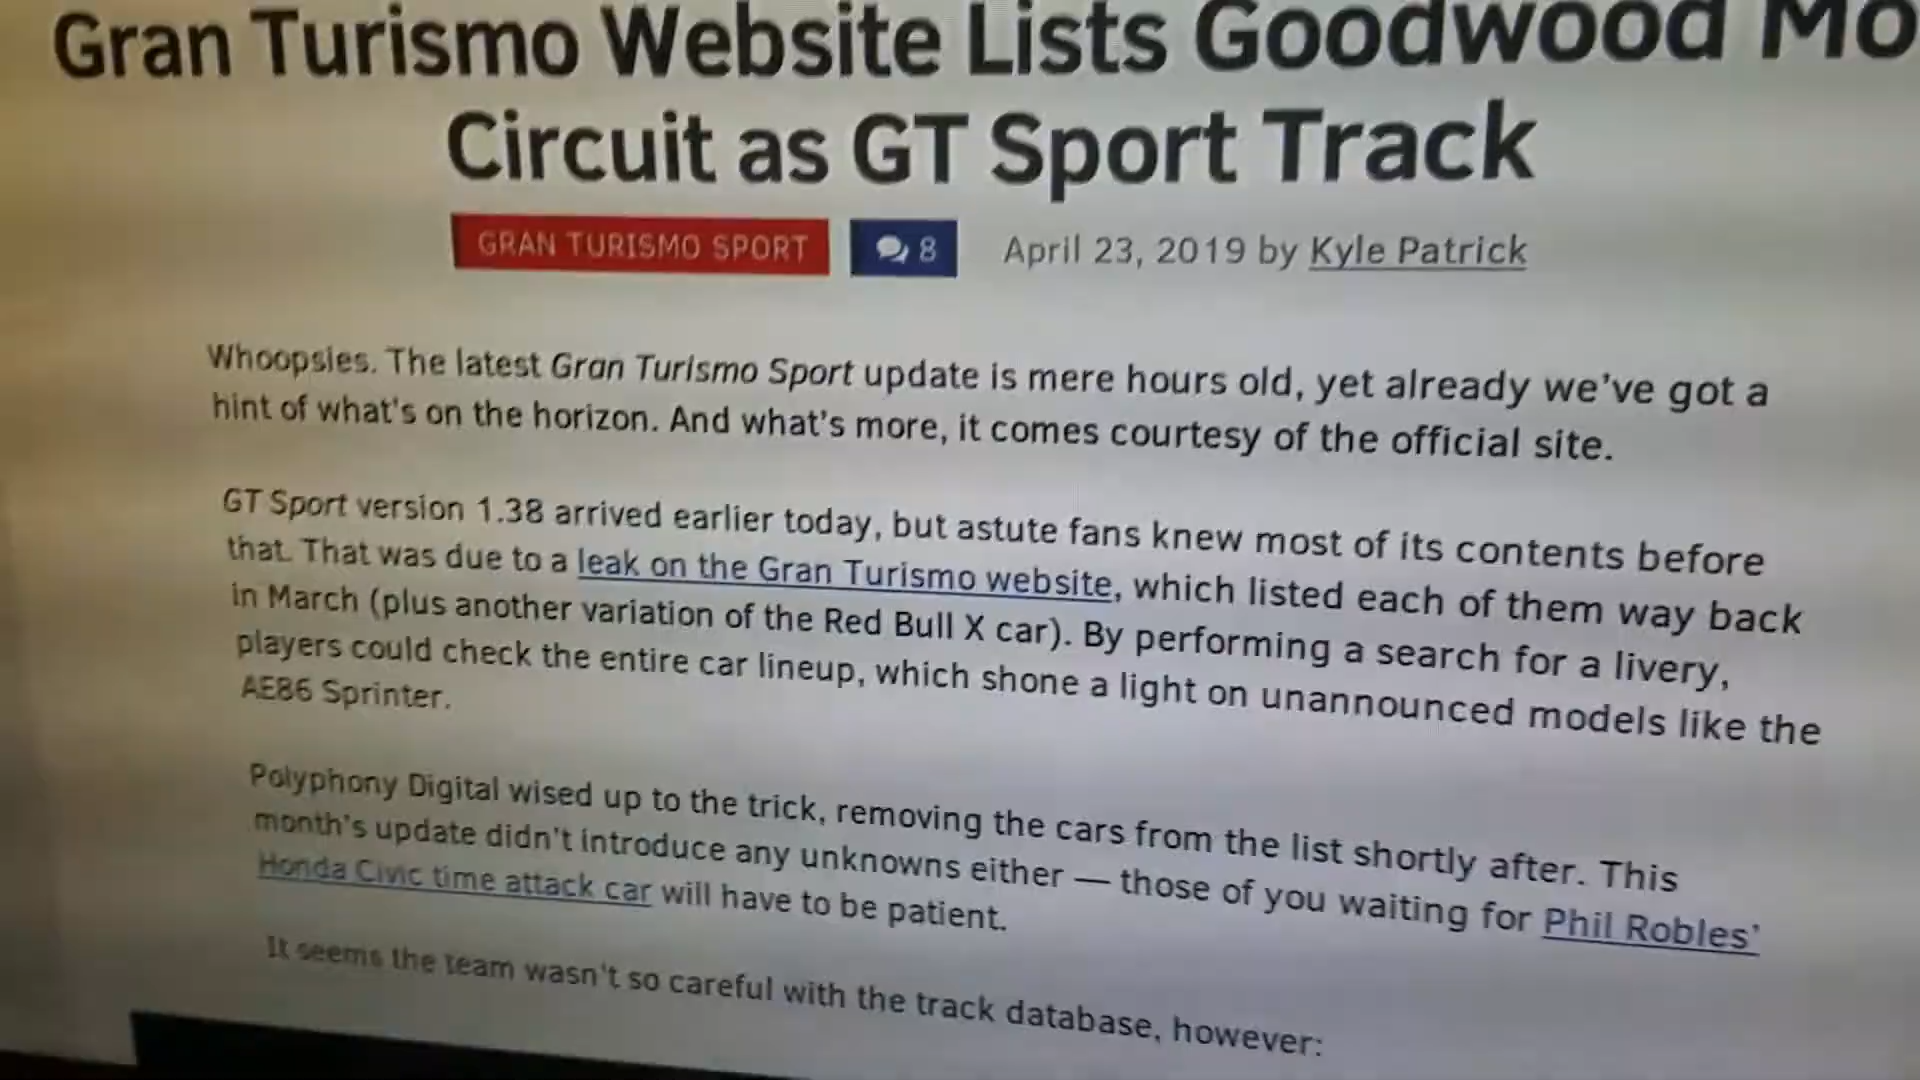 Gran Turismo Website Lists Goodwood Mo
Circuit as GT Sport Track
GRAN TURISMO SPORT 8 April 23, 2019 by Kyle Patrick
Whoopsies. The latest Gran Turismo Sport update is mere hours old, yet already we've got a
hint of what's on the horizon. And what's more, it comes courtesy of the official site.
GT Sport version 1.38 arrived earlier today, but astute fans knew most of its contents before
that. That was due to a leak on the Gran Turismo website, which listed each of them way back
in March (plus another variation of the Red Bull X car). By performing a search for a livery,
players could check the entire car lineup, which shone a light on unannounced models like the
AE86 Sprinter.
Polyphony Digital wised up to the trick, removing the cars from the list shortly after. This
month's update didn't introduce any unknowns either — those of you waiting for Phil Robles'
Honda Civic time attack car will have to be patient.
It seems the team wasn't so careful with the track database, however: